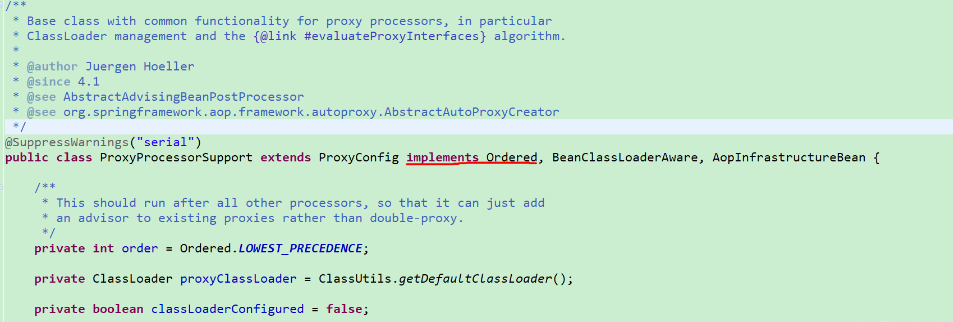 /**
 * Base class with common functionality for proxy processors, in particular
 * ClassLoader management and the {@link #evaluateProxyInterfaces} algorithm.
 *
 * @author Juergen Hoeller
 * @since 4.1
 * @see AbstractAdvisingBeanPostProcessor
 * @see org.springframework.aop.framework.autoproxy.AbstractAutoProxyCreator
 */
@SuppressWarnings("serial")
public class ProxyProcessorSupport extends ProxyConfig implements Ordered, BeanClassLoaderAware, AopInfrastructureBean {
    /**
     * This should run after all other processors, so that it can just add
     * an advisor to existing proxies rather than double-proxy.
     */
    private int order = Ordered.LOWEST_PRECEDENCE;
    private ClassLoader proxyClassLoader = ClassUtils.getDefaultClassLoader();
    private boolean classLoaderConfigured = false;